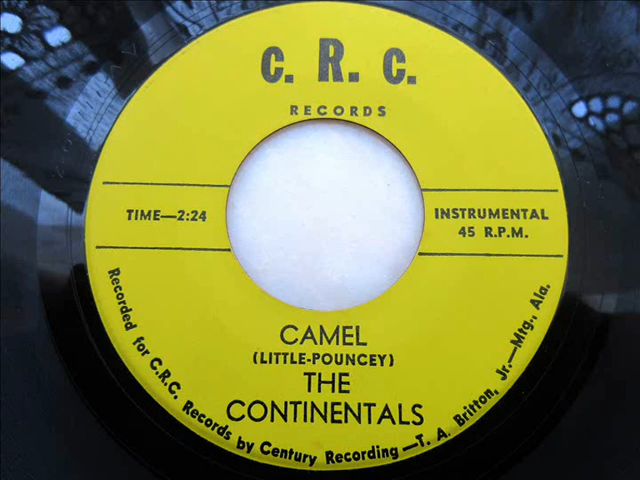 C. R. C.
RECORDS
TIME—2:24
INSTRUMENTAL
45 R.P.M.
CAMEL
(LITTLE-POUNCEY)
THE
CONTINENTALS
Recorded for C.R.C. Records by Century Recording—T. A. Britton, Jr.—Mtg., Ala.